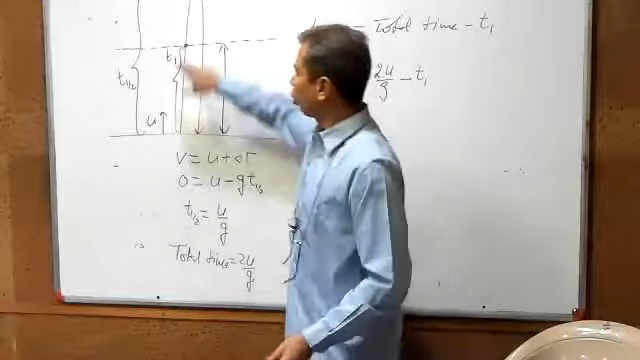 = Total time - t₁
2u/g - t₁
t₁
t₁/₂
u↑
V = u + at
0 = u - gt₁/₂
t₁/₂ = u/g
Total time = 2u/g